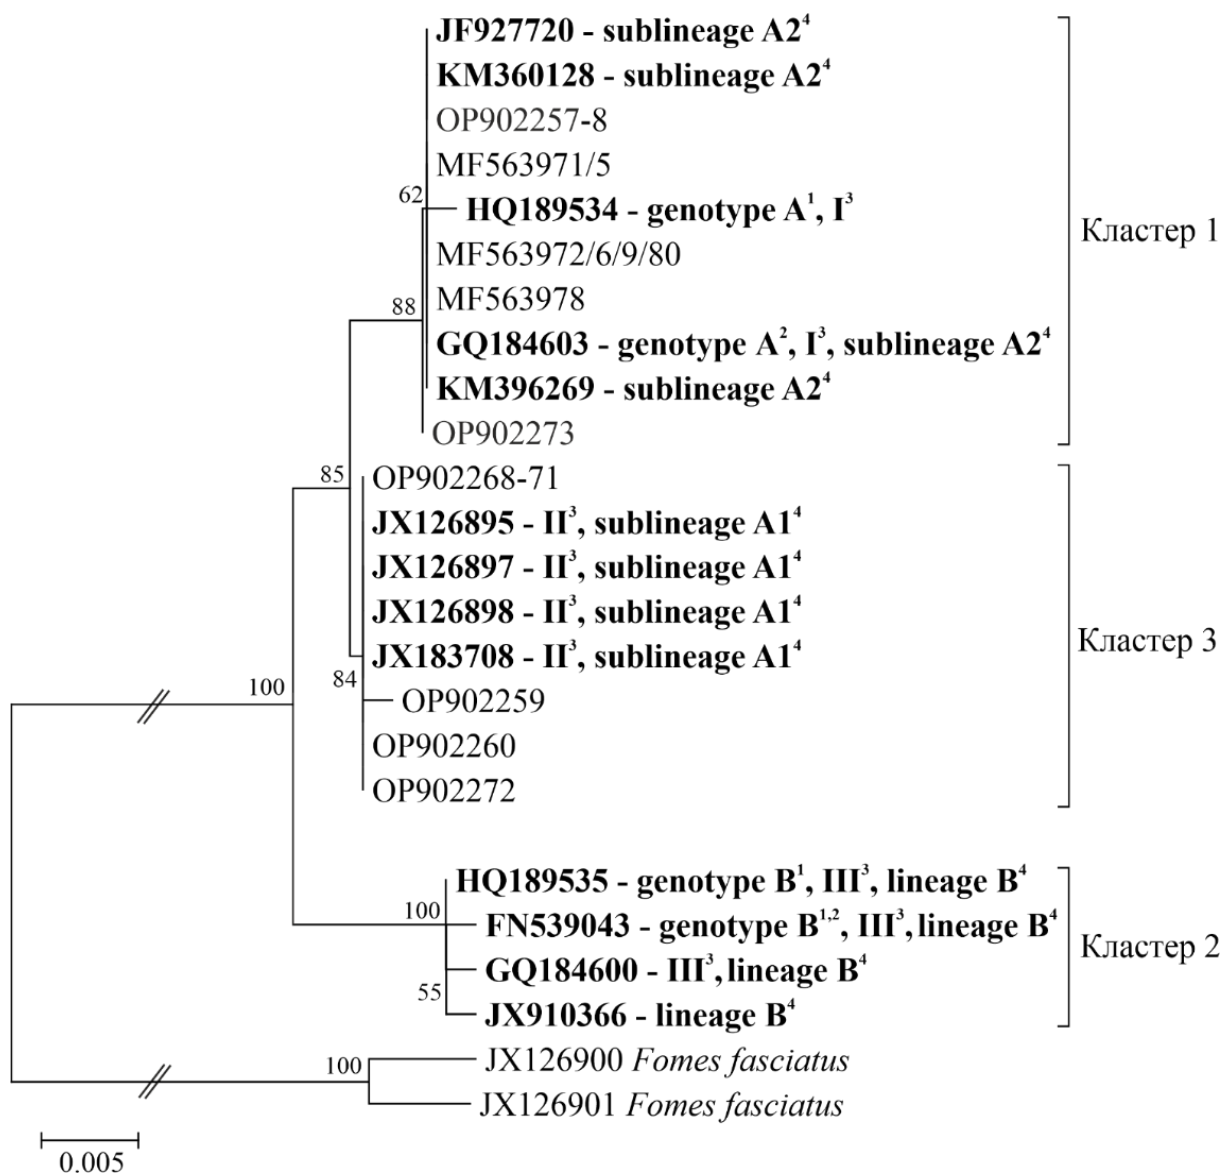 JF927720 - sublineage A2⁴
KM360128 - sublineage A2⁴
OP902257-8
MF563971/5
62
HQ189534 - genotype A¹, I³
Кластер 1
MF563972/6/9/80
MF563978
88
GQ184603 - genotype A², I³, sublineage A2⁴
KM396269 - sublineage A2⁴
OP902273
85
OP902268-71
JX126895 - II³, sublineage A1⁴
JX126897 - II³, sublineage A1⁴
JX126898 - II³, sublineage A1⁴
Кластер 3
JX183708 - II³, sublineage A1⁴
84
100
OP902259
OP902260
OP902272
HQ189535 - genotype B¹, III³, lineage B⁴
100
FN539043 - genotype B¹,², III³, lineage B⁴
Кластер 2
GQ184600 - III³, lineage B⁴
55
JX910366 - lineage B⁴
100
JX126900 Fomes fasciatus
JX126901 Fomes fasciatus
0.005